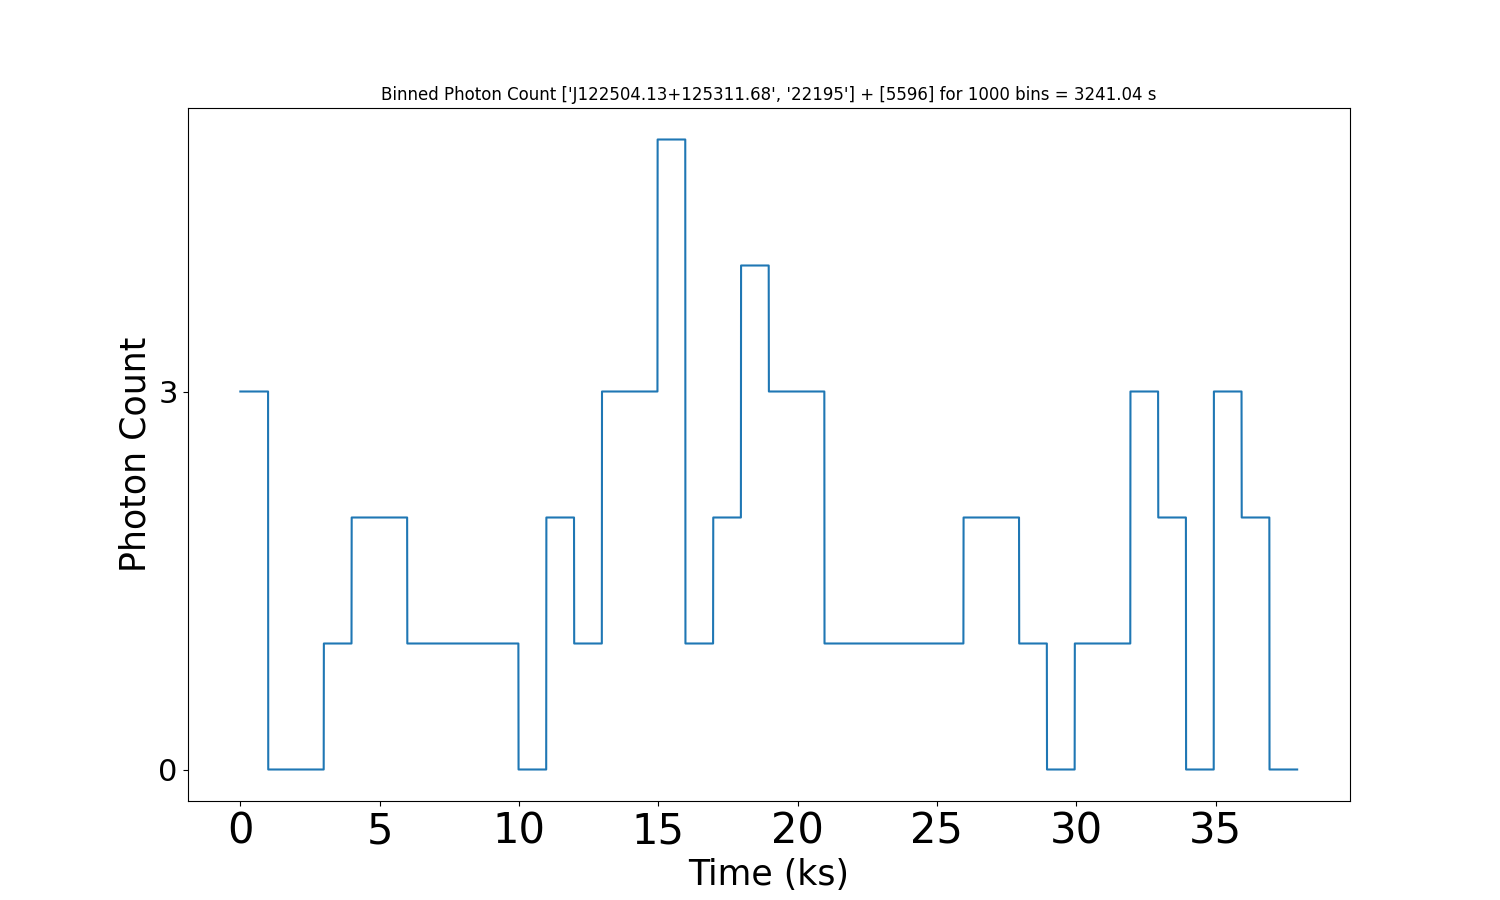 Binned Photon Count ['J122504.13+125311.68', '22195'] + [5596] for 1000 bins = 3241.04 s
Photon Count
3
0
0 5 10 15 20 25 30 35
Time (ks)